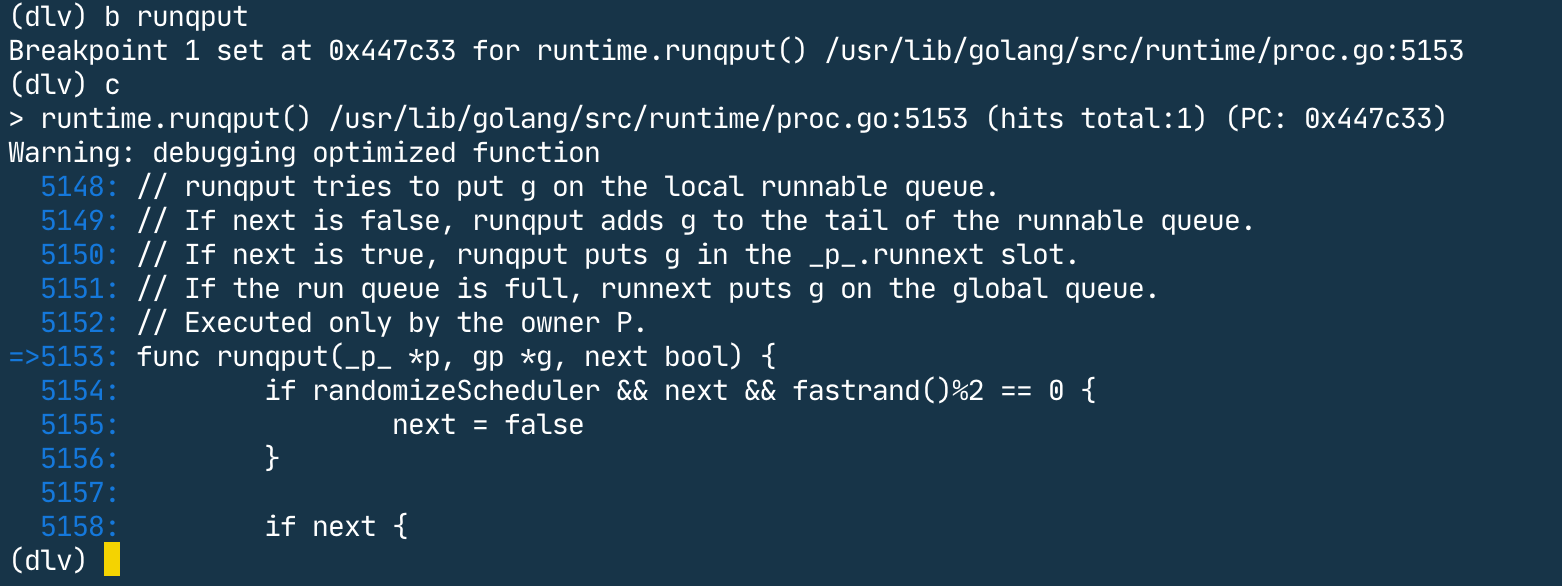 (dlv) b runqput
Breakpoint 1 set at 0x447c33 for runtime.runqput() /usr/lib/golang/src/runtime/proc.go:5153
(dlv) c
> runtime.runqput() /usr/lib/golang/src/runtime/proc.go:5153 (hits total:1) (PC: 0x447c33)
Warning: debugging optimized function
  5148: // runqput tries to put g on the local runnable queue.
  5149: // If next is false, runqput adds g to the tail of the runnable queue.
  5150: // If next is true, runqput puts g in the _p_.runnext slot.
  5151: // If the run queue is full, runnext puts g on the global queue.
  5152: // Executed only by the owner P.
=>5153: func runqput(_p_ *p, gp *g, next bool) {
  5154:         if randomizeScheduler && next && fastrand()%2 == 0 {
  5155:                 next = false
  5156:         }
  5157:
  5158:         if next {
(dlv)